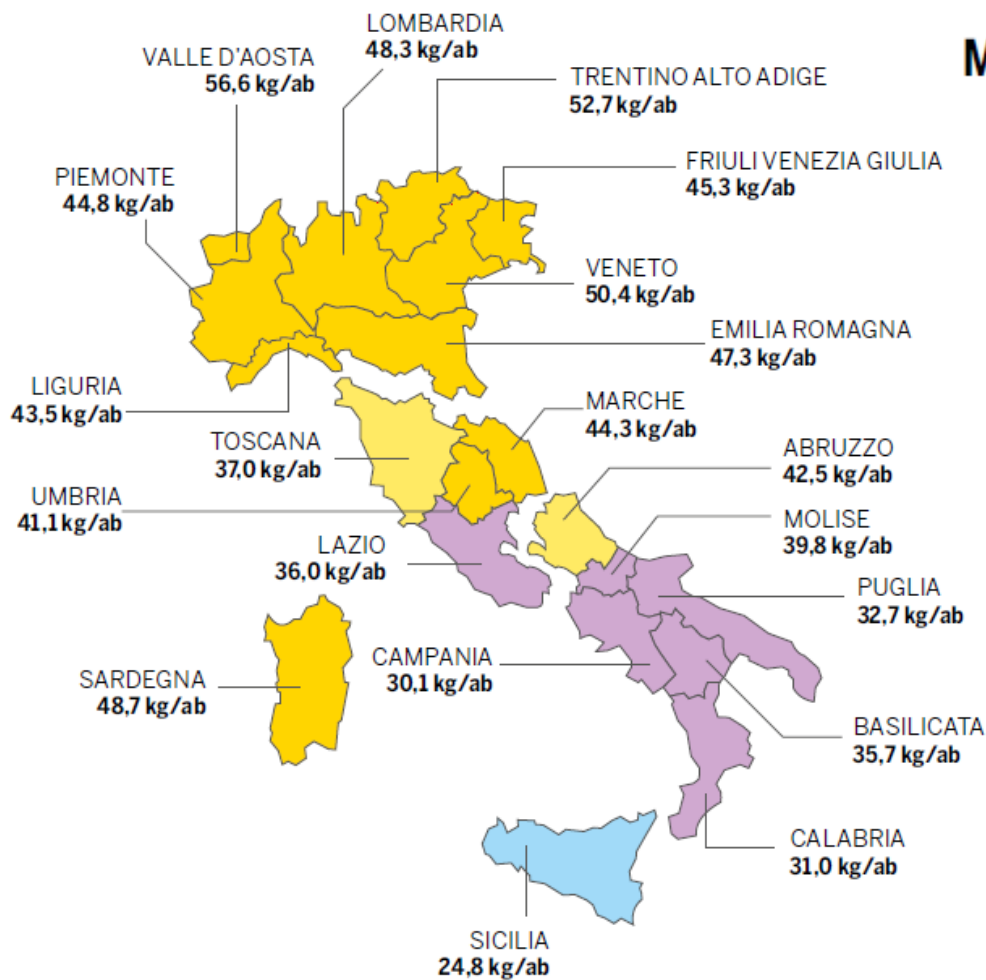 LOMBARDIA
48,3 kg/ab
M
VALLE D'AOSTA
56,6 kg/ab
TRENTINO ALTO ADIGE
52,7 kg/ab
PIEMONTE
44,8 kg/ab
FRIULI VENEZIA GIULIA
45,3 kg/ab
VENETO
50,4 kg/ab
EMILIA ROMAGNA
47,3 kg/ab
LIGURIA
43,5 kg/ab
MARCHE
44,3 kg/ab
TOSCANA
37,0 kg/ab
ABRUZZO
42,5 kg/ab
UMBRIA
41,1 kg/ab
MOLISE
39,8 kg/ab
LAZIO
36,0 kg/ab
PUGLIA
32,7 kg/ab
CAMPANIA
30,1 kg/ab
SARDEGNA
48,7 kg/ab
BASILICATA
35,7 kg/ab
CALABRIA
31,0 kg/ab
SICILIA
24,8 kg/ab